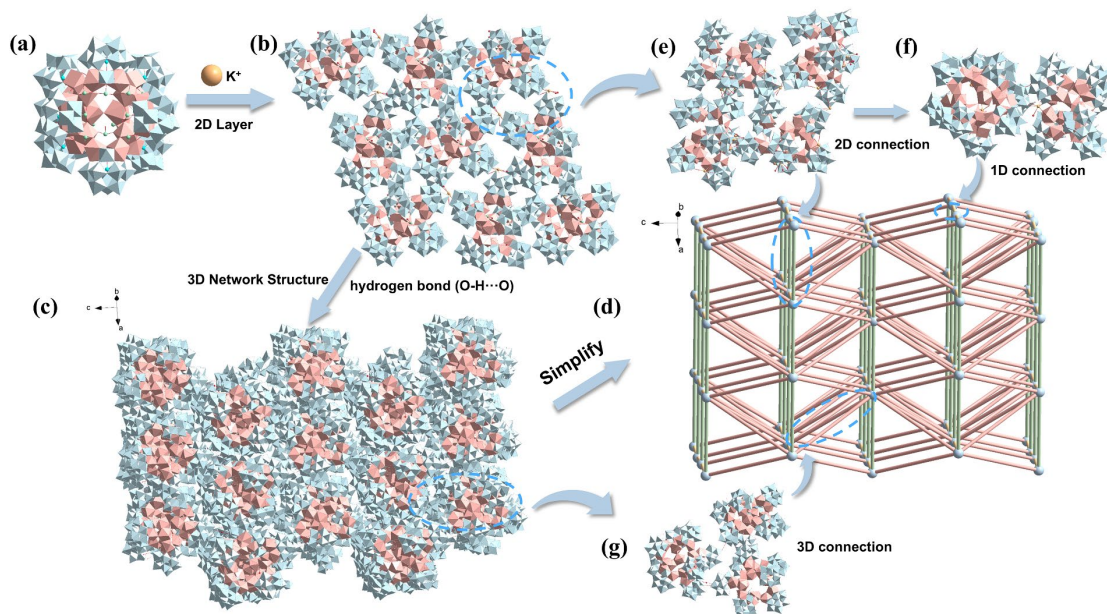 (a)
K⁺
2D Layer
(b)
(e)
2D connection
(f)
1D connection
3D Network Structure
hydrogen bond (O-H···O)
(c)
b
c
a
Simplify
(d)
b
c
a
(g)
3D connection